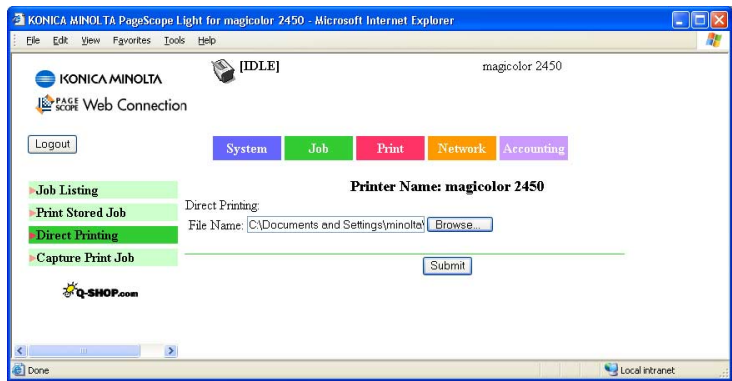 KONICA MINOLTA PageScope Light for magicolor 2450 - Microsoft Internet Explorer
File Edit View Favorites Tools Help
KONICA MINOLTA
[IDLE]
magicolor 2450
PAGE SCOPE Web Connection
Logout
System Job Print Network Accounting
Printer Name: magicolor 2450
Job Listing
Print Stored Job
Direct Printing
Capture Print Job
Direct Printing:
File Name: C:\Documents and Settings\minolta\ Browse...
Submit
Q-SHOP.com
Done
Local intranet